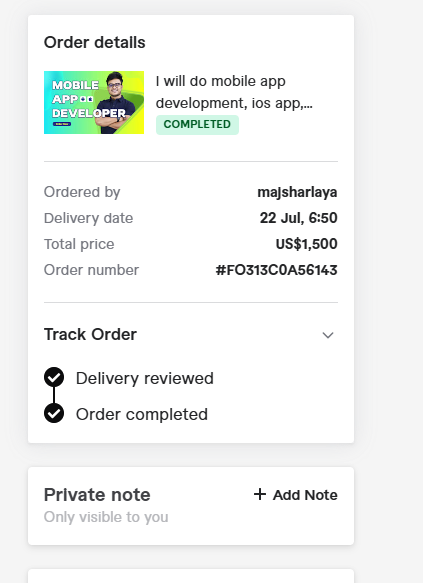 Order details
MOBILE
APP
DEVELOPER
I will do mobile app
development, ios app,...
COMPLETED
Ordered by majsharlaya
Delivery date 22 Jul, 6:50
Total price US$1,500
Order number #FO313C0A56143
Track Order
Delivery reviewed
Order completed
Private note + Add Note
Only visible to you